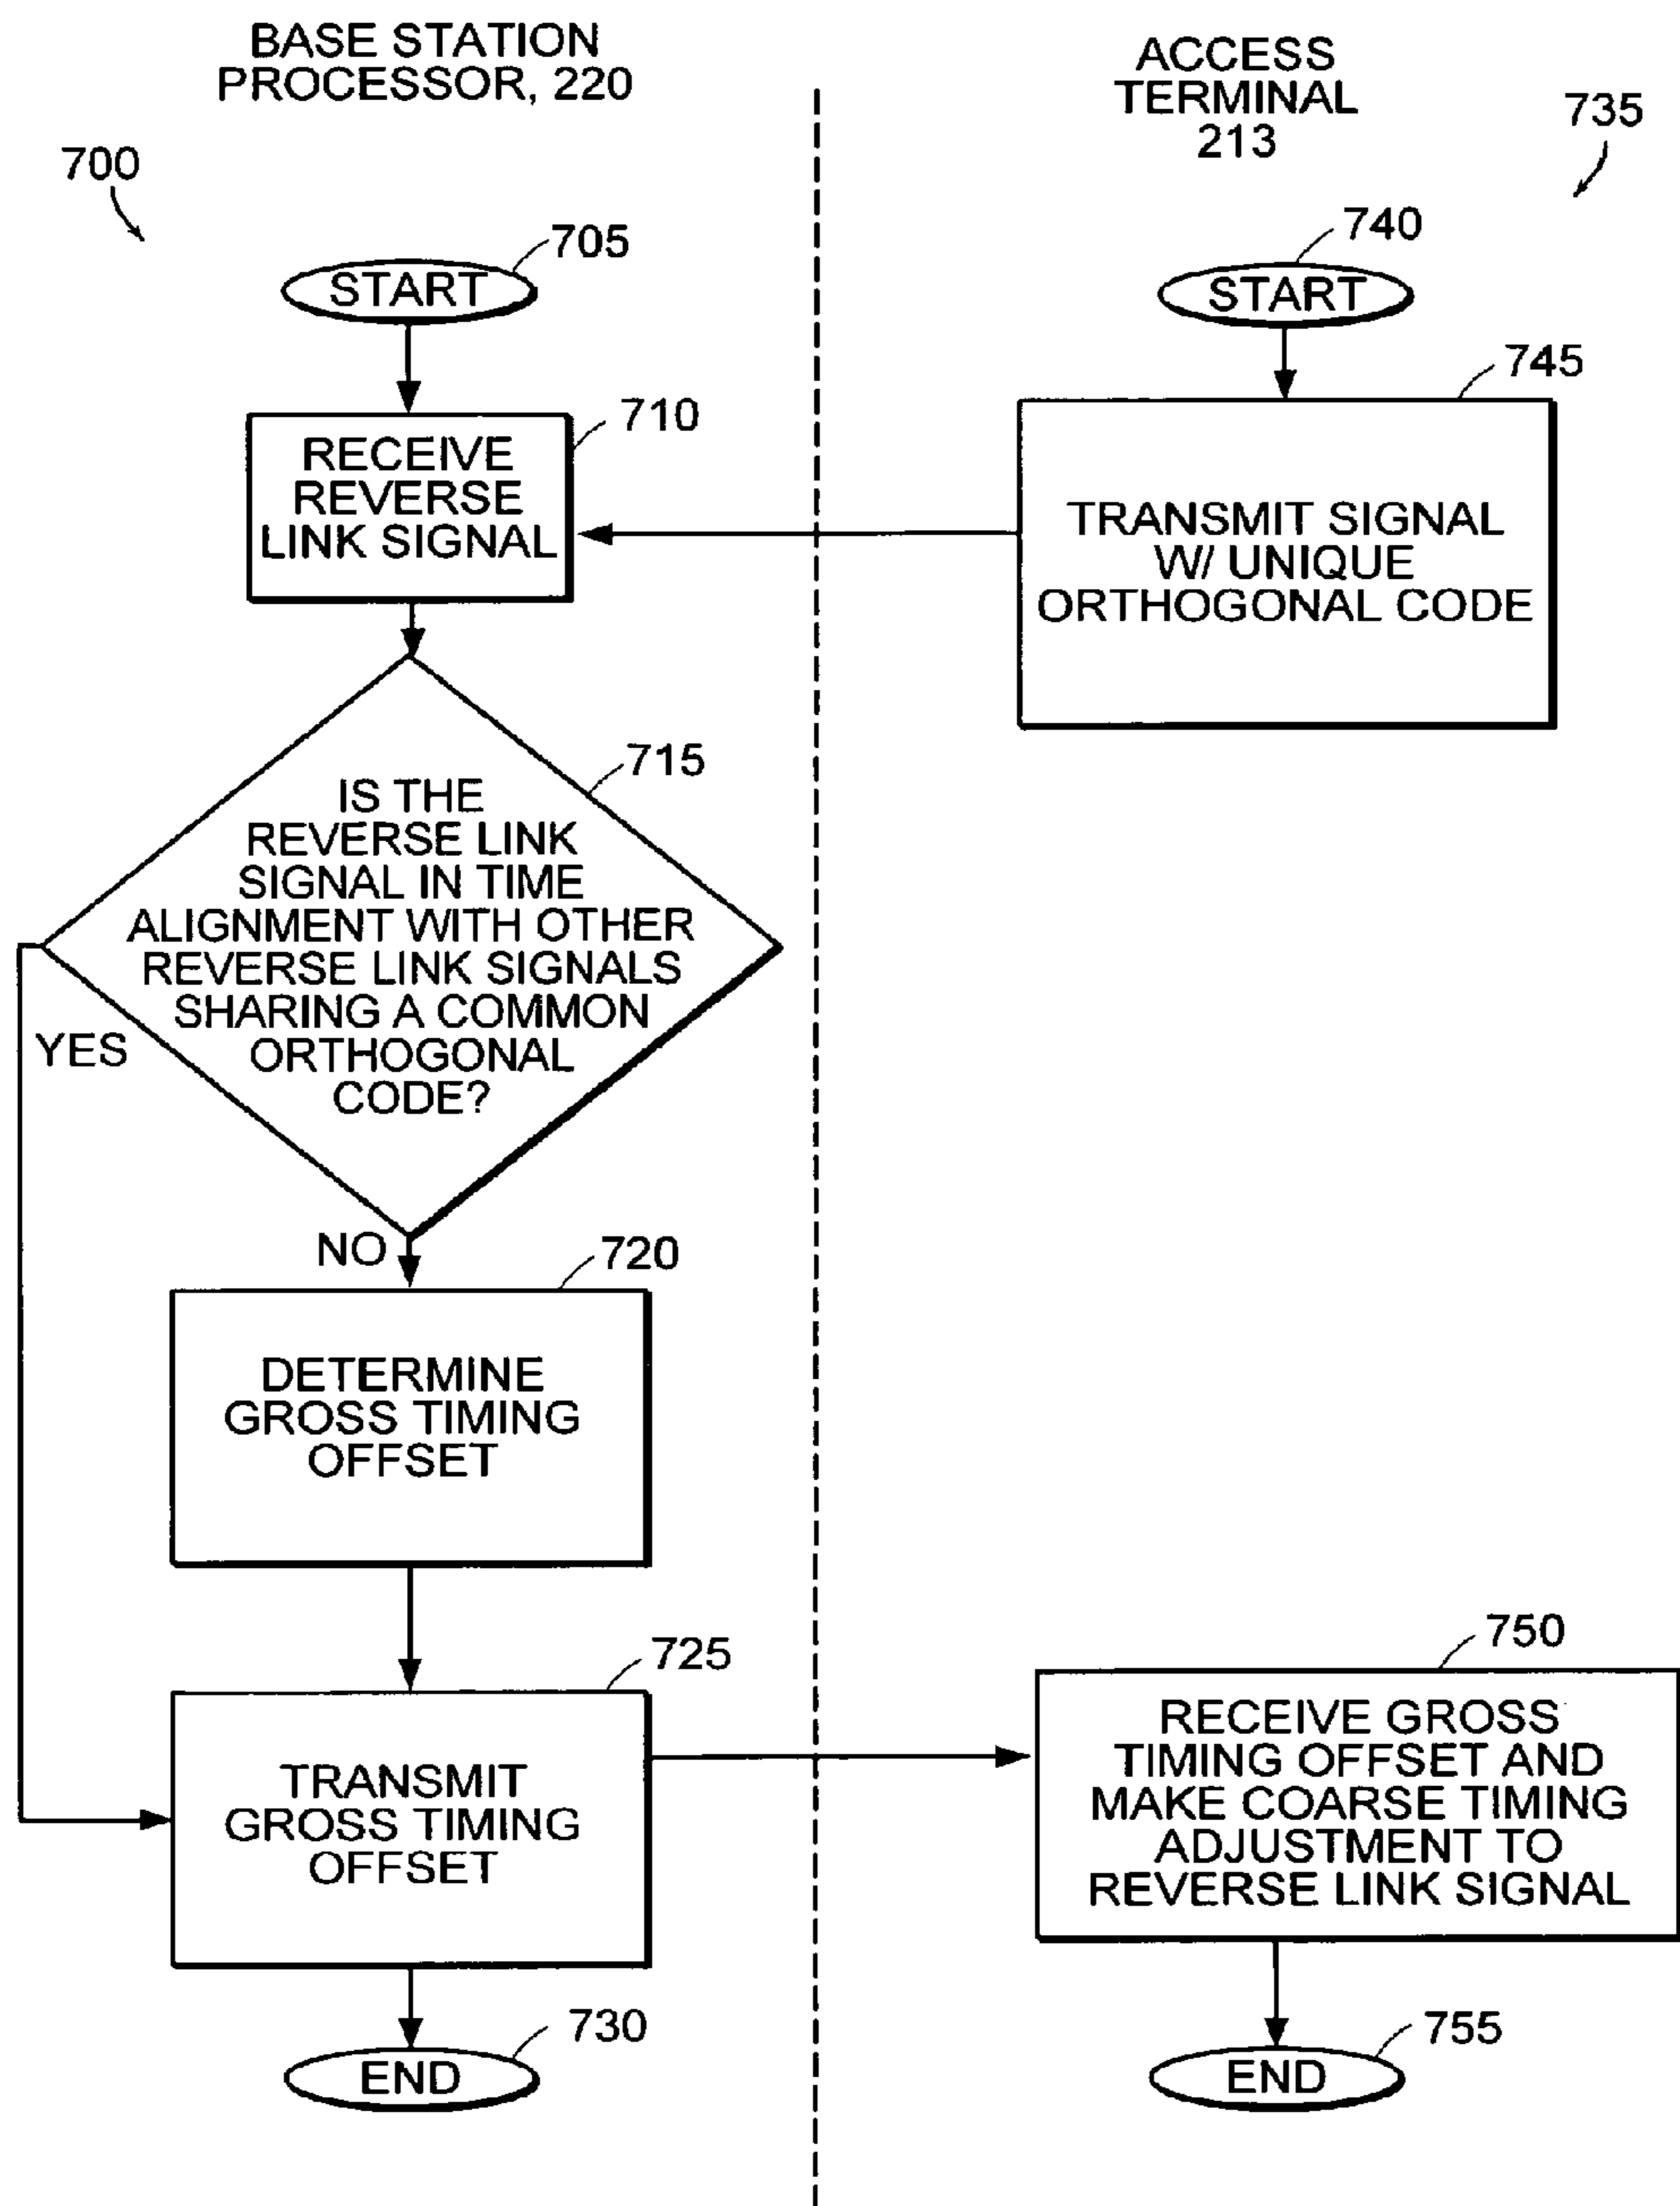 BASE STATION
PROCESSOR, 220
ACCESS
TERMINAL
213
700
735
705
START
740
START
710
RECEIVE
REVERSE
LINK SIGNAL
745
TRANSMIT SIGNAL
W/ UNIQUE
ORTHOGONAL CODE
715
IS THE
REVERSE LINK
SIGNAL IN TIME
ALIGNMENT WITH OTHER
REVERSE LINK SIGNALS
SHARING A COMMON
ORTHOGONAL
CODE?
YES
NO
720
DETERMINE
GROSS TIMING
OFFSET
725
TRANSMIT
GROSS TIMING
OFFSET
750
RECEIVE GROSS
TIMING OFFSET AND
MAKE COARSE TIMING
ADJUSTMENT TO
REVERSE LINK SIGNAL
730
END
755
END